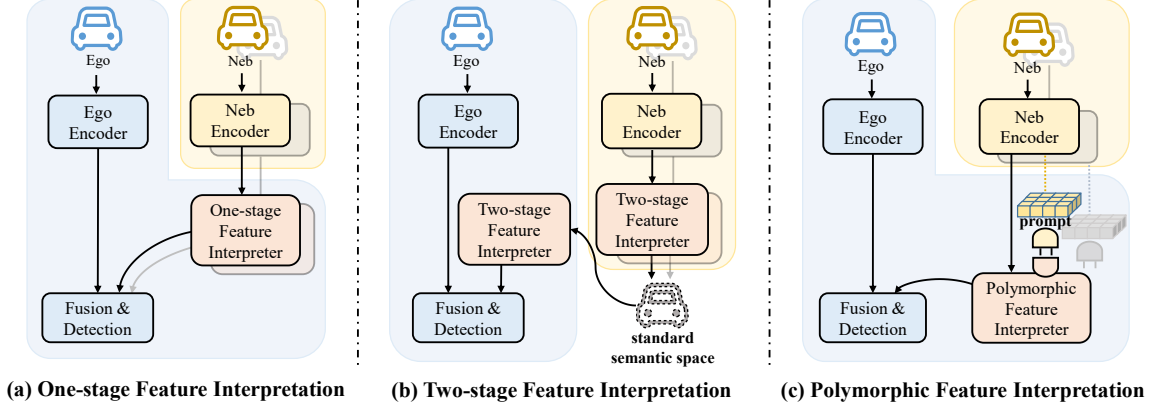 Ego
Neb
Ego
Encoder
Neb
Encoder
One-stage
Feature
Interpreter
Fusion &
Detection
(a) One-stage Feature Interpretation
Ego
Neb
Ego
Encoder
Neb
Encoder
Two-stage
Feature
Interpreter
Two-stage
Feature
Interpreter
Fusion &
Detection
standard
semantic space
(b) Two-stage Feature Interpretation
Ego
Neb
Ego
Encoder
Neb
Encoder
prompt
Polymorphic
Feature
Interpreter
Fusion &
Detection
(c) Polymorphic Feature Interpretation